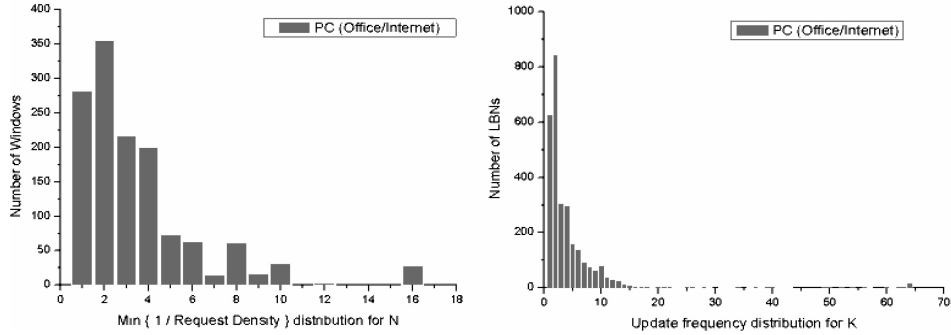 400
350
300
250
200
150
100
50
0
Number of Windows
PC (Office/Internet)
0 2 4 6 8 10 12 14 16 18
Min { 1 / Request Density } distribution for N
1000
800
600
400
200
0
Number of LBNs
PC (Office/Internet)
0 10 20 30 40 50 60 70
Update frequency distribution for K